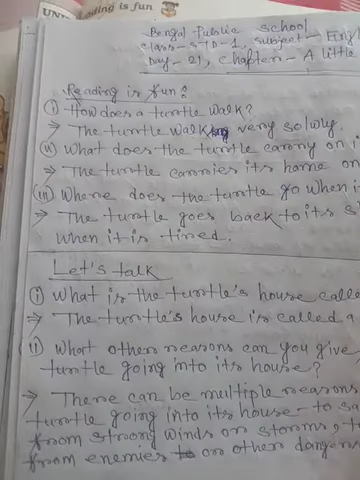 UNI
ading is fun
Bengal Public school
Class-STD-1, Subject- Engl
Day-21, Chapter- A little
Reading is fun:
(i) How does a turtle walk?
→ The turtle walks very solwly.
(ii) What does the turtle carry on i
→ The turtle carries its home on
(iii) Where does the turtle go when i
→ The turtle goes back to its s
when it is tired.
Let's talk
(i) What is the turtle's house calle
→ The turtle's house is called a
(ii) What other reasons can you give,
turtle going into its house?
→ There can be multiple reasons
turtle going into its house- to sa
from strong winds or storms, t
from enemies or other danger